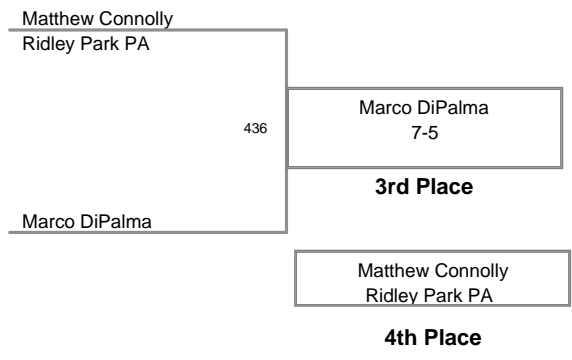 Matthew Connolly
Ridley Park PA
436
Marco DiPalma
7-5
3rd Place
Marco DiPalma
Matthew Connolly
Ridley Park PA
4th Place